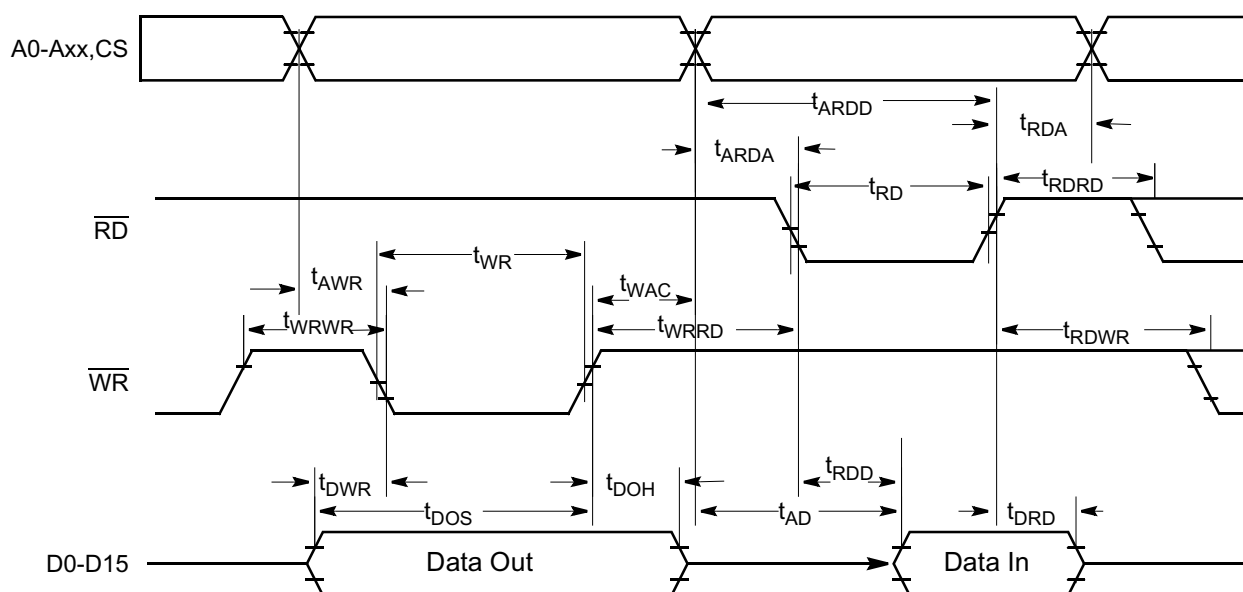 A0-Axx,CS
tARDD
tRDA
tARDA
tRD
tRDRD
RD
tWR
tAWR
tWAC
tWRWR
tWRRD
tRDWR
WR
tRDD
tDWR
tDOH
tDOS
tAD
tDRD
D0-D15
Data Out
Data In